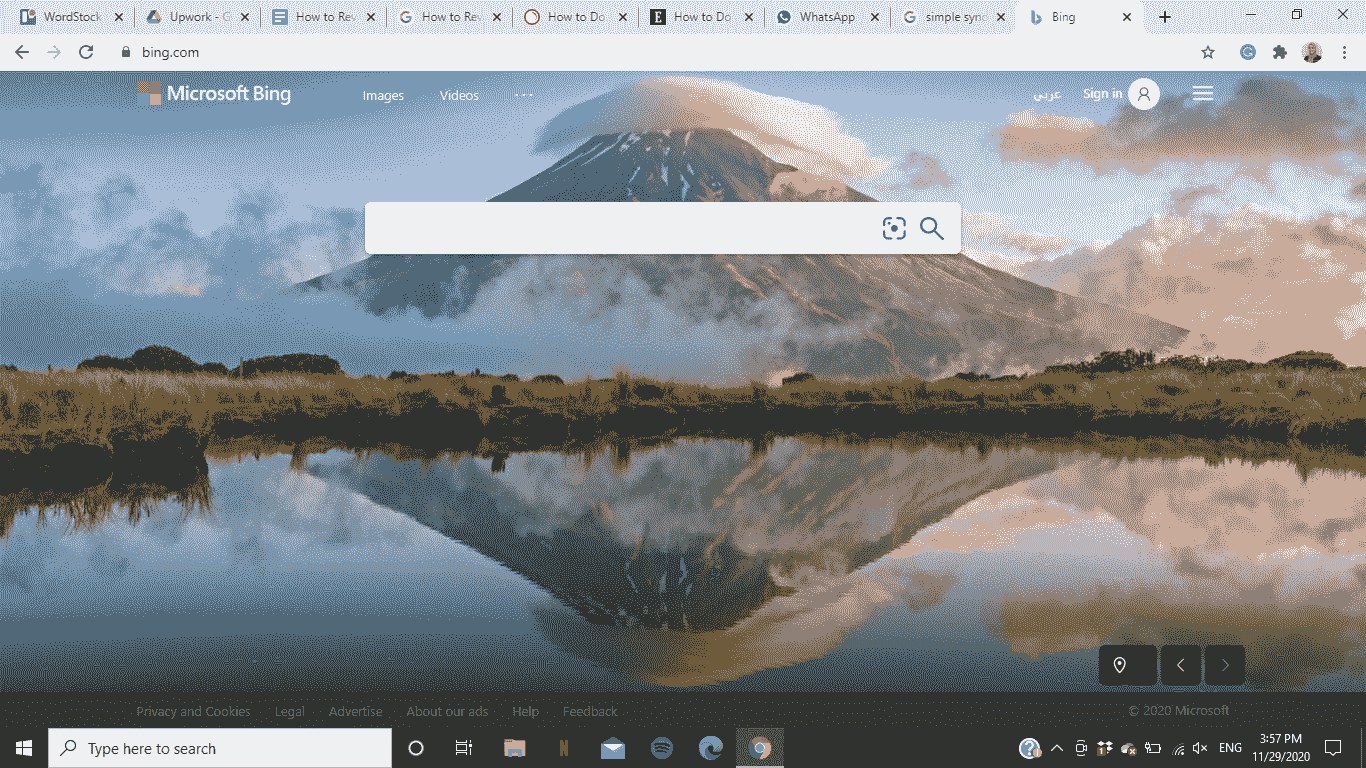 WordStock
Upwork - G
How to Rev
How to Rev
How to Do
How to Do
WhatsApp
simple syno
Bing
bing.com
Microsoft Bing
Images
Videos
عربي
Sign in
Privacy and Cookies
Legal
Advertise
About our ads
Help
Feedback
© 2020 Microsoft
Type here to search
N
ENG
3:57 PM
11/29/2020